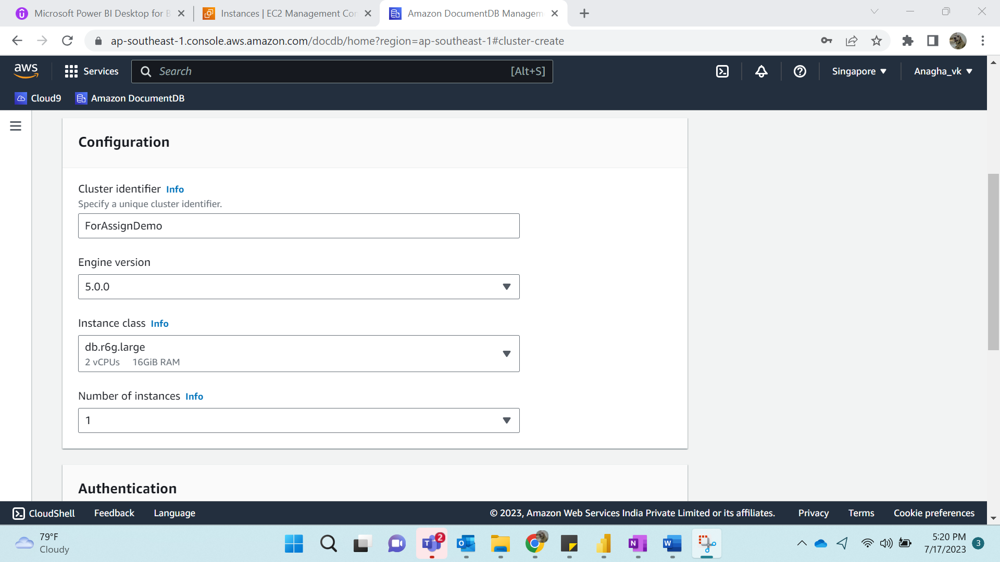 Microsoft Power BI Desktop for B
Instances | EC2 Management Con
Amazon DocumentDB Managem
ap-southeast-1.console.aws.amazon.com/docdb/home?region=ap-southeast-1#cluster-create
aws
Services
Search
[Alt+S]
Singapore
Anagha_vk
Cloud9
Amazon DocumentDB
Configuration
Cluster identifier Info
Specify a unique cluster identifier.
ForAssignDemo
Engine version
5.0.0
Instance class Info
db.r6g.large
2 vCPUs 16GiB RAM
Number of instances Info
1
Authentication
CloudShell
Feedback
Language
© 2023, Amazon Web Services India Private Limited or its affiliates.
Privacy
Terms
Cookie preferences
79°F
Cloudy
2
5:20 PM
7/17/2023
3